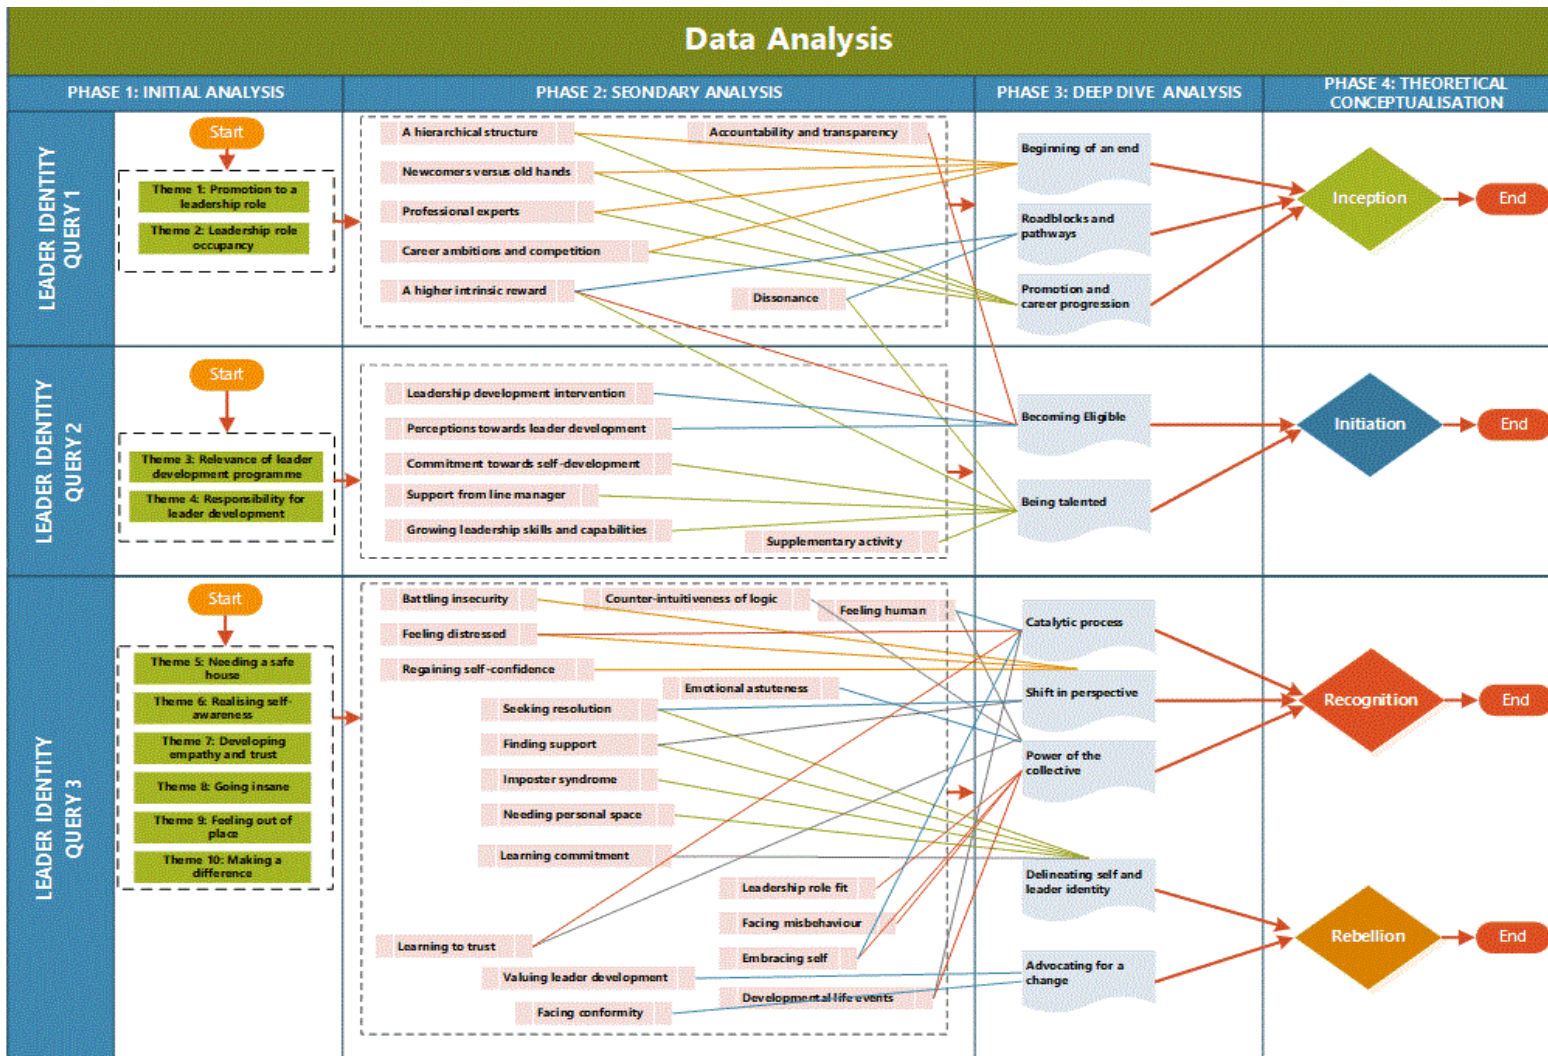 Data Analysis
PHASE 1: INITIAL ANALYSIS
PHASE 2: SEONDARY ANALYSIS
PHASE 3: DEEP DIVE ANALYSIS
PHASE 4: THEORETICAL
CONCEPTUALISATION
LEADER IDENTITY
QUERY 1
Start
Theme 1: Promotion to a
leadership role
Theme 2: Leadership role
occupancy
A hierarchical structure
Accountability and transparency
Newcomers versus old hands
Professional experts
Career ambitions and competition
A higher intrinsic reward
Dissonance
Beginning of an end
Roadblocks and
pathways
Promotion and
career progression
Inception
End
LEADER IDENTITY
QUERY 2
Start
Theme 3: Relevance of leader
development programme
Theme 4: Responsibility for
leader development
Leadership development intervention
Perceptions towards leader development
Commitment towards self-development
Support from line manager
Growing leadership skills and capabilities
Supplementary activity
Becoming Eligible
Being talented
Initiation
End
LEADER IDENTITY
QUERY 3
Start
Theme 5: Needing a safe
house
Theme 6: Realising self-
awareness
Theme 7: Developing
empathy and trust
Theme 8: Going insane
Theme 9: Feeling out of
place
Theme 10: Making a
difference
Battling insecurity
Counter-intuitiveness of logic
Feeling human
Feeling distressed
Regaining self-confidence
Emotional astuteness
Seeking resolution
Finding support
Imposter syndrome
Needing personal space
Learning commitment
Leadership role fit
Facing misbehaviour
Learning to trust
Embracing self
Valuing leader development
Developmental life events
Facing conformity
Catalytic process
Shift in perspective
Power of the
collective
Delineating self and
leader identity
Advocating for a
change
Recognition
End
Rebellion
End